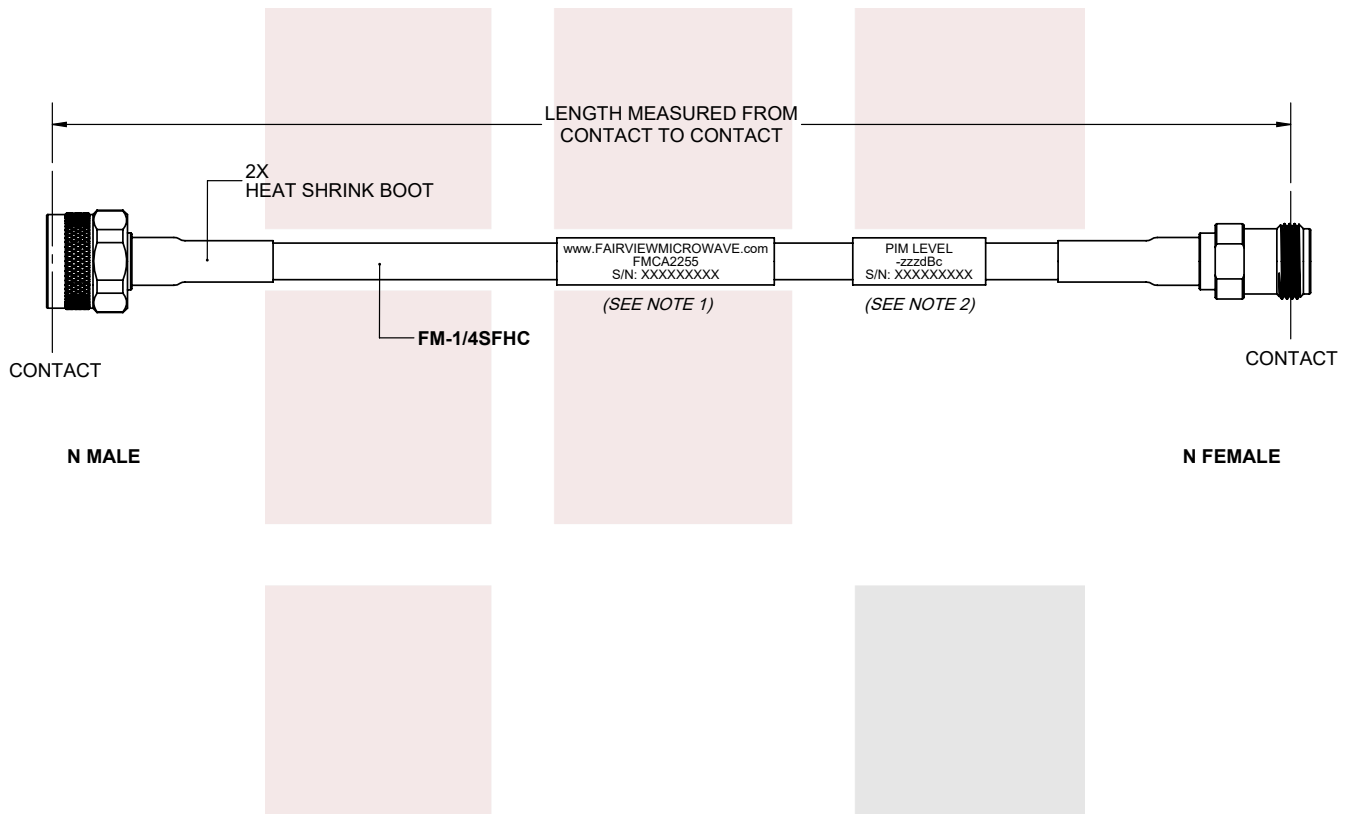 LENGTH MEASURED FROM
CONTACT TO CONTACT
2X
HEAT SHRINK BOOT
www.FAIRVIEWMICROWAVE.com
FMCA2255
S/N: XXXXXXXXX
PIM LEVEL
-zzzdBc
S/N: XXXXXXXXX
(SEE NOTE 1)
(SEE NOTE 2)
FM-1/4SFHC
CONTACT
CONTACT
N MALE
N FEMALE